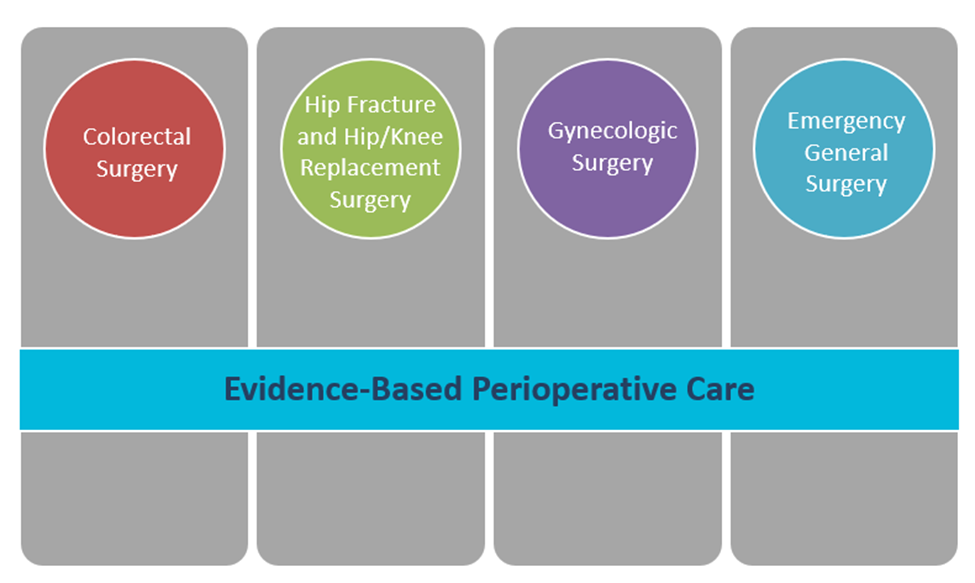 Colorectal
Surgery
Hip Fracture
and Hip/Knee
Replacement
Surgery
Gynecologic
Surgery
Emergency
General
Surgery
Evidence-Based Perioperative Care